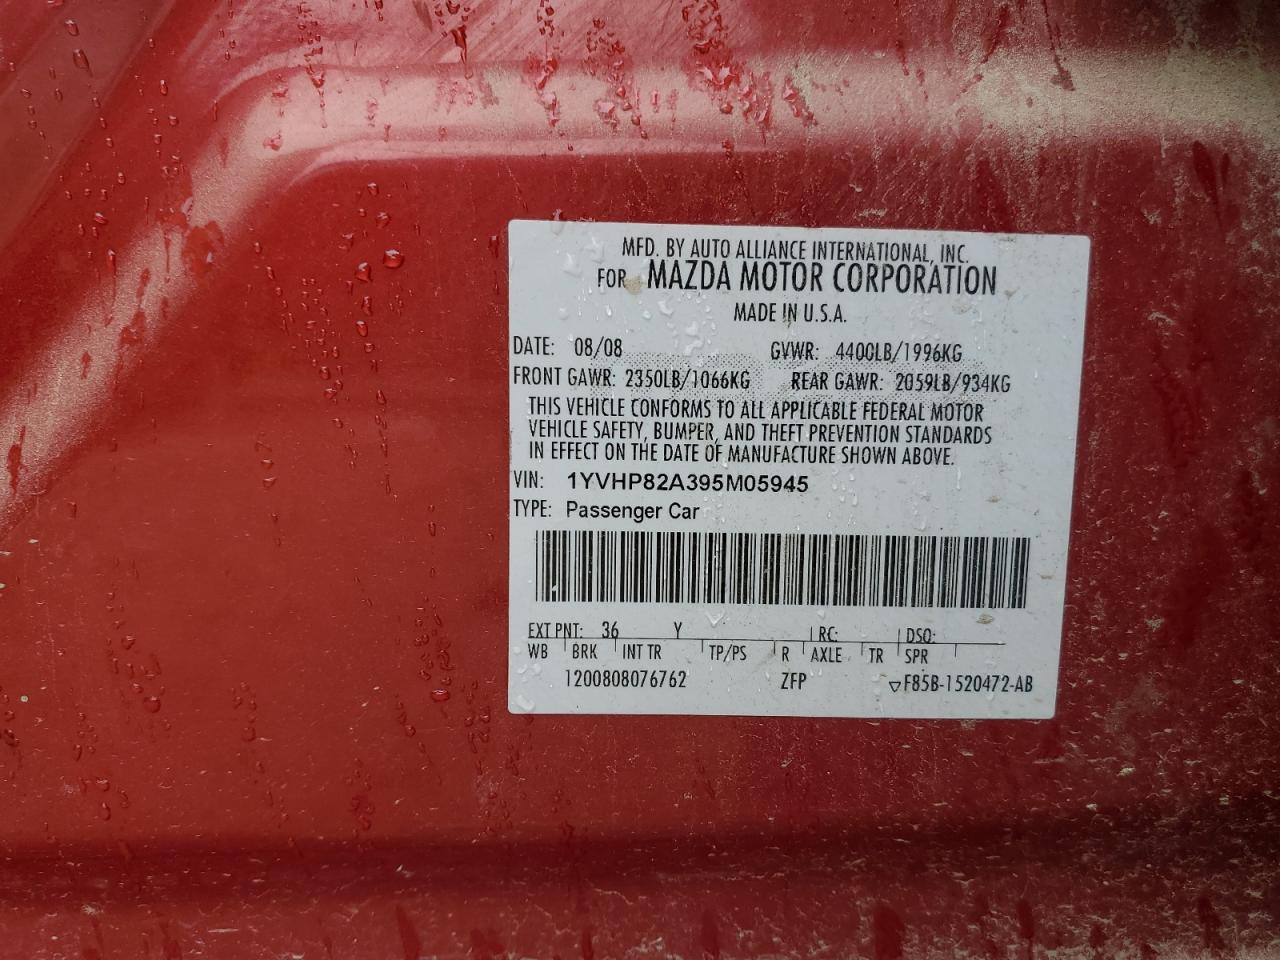 MFD. BY AUTO ALLIANCE INTERNATIONAL, INC.
FOR MAZDA MOTOR CORPORATION
MADE IN U.S.A.
DATE: 08/08 GVWR: 4400LB/1996KG
FRONT GAWR: 2350LB/1066KG REAR GAWR: 2059LB/934KG
THIS VEHICLE CONFORMS TO ALL APPLICABLE FEDERAL MOTOR
VEHICLE SAFETY, BUMPER, AND THEFT PREVENTION STANDARDS
IN EFFECT ON THE DATE OF MANUFACTURE SHOWN ABOVE.
VIN: 1YVHP82A395M05945
TYPE: Passenger Car
EXT PNT: 36 Y RC: DSO:
WB BRK INT TR TP/PS R AXLE TR SPR
1200808076762 ZFP ▽F85B-1520472-AB